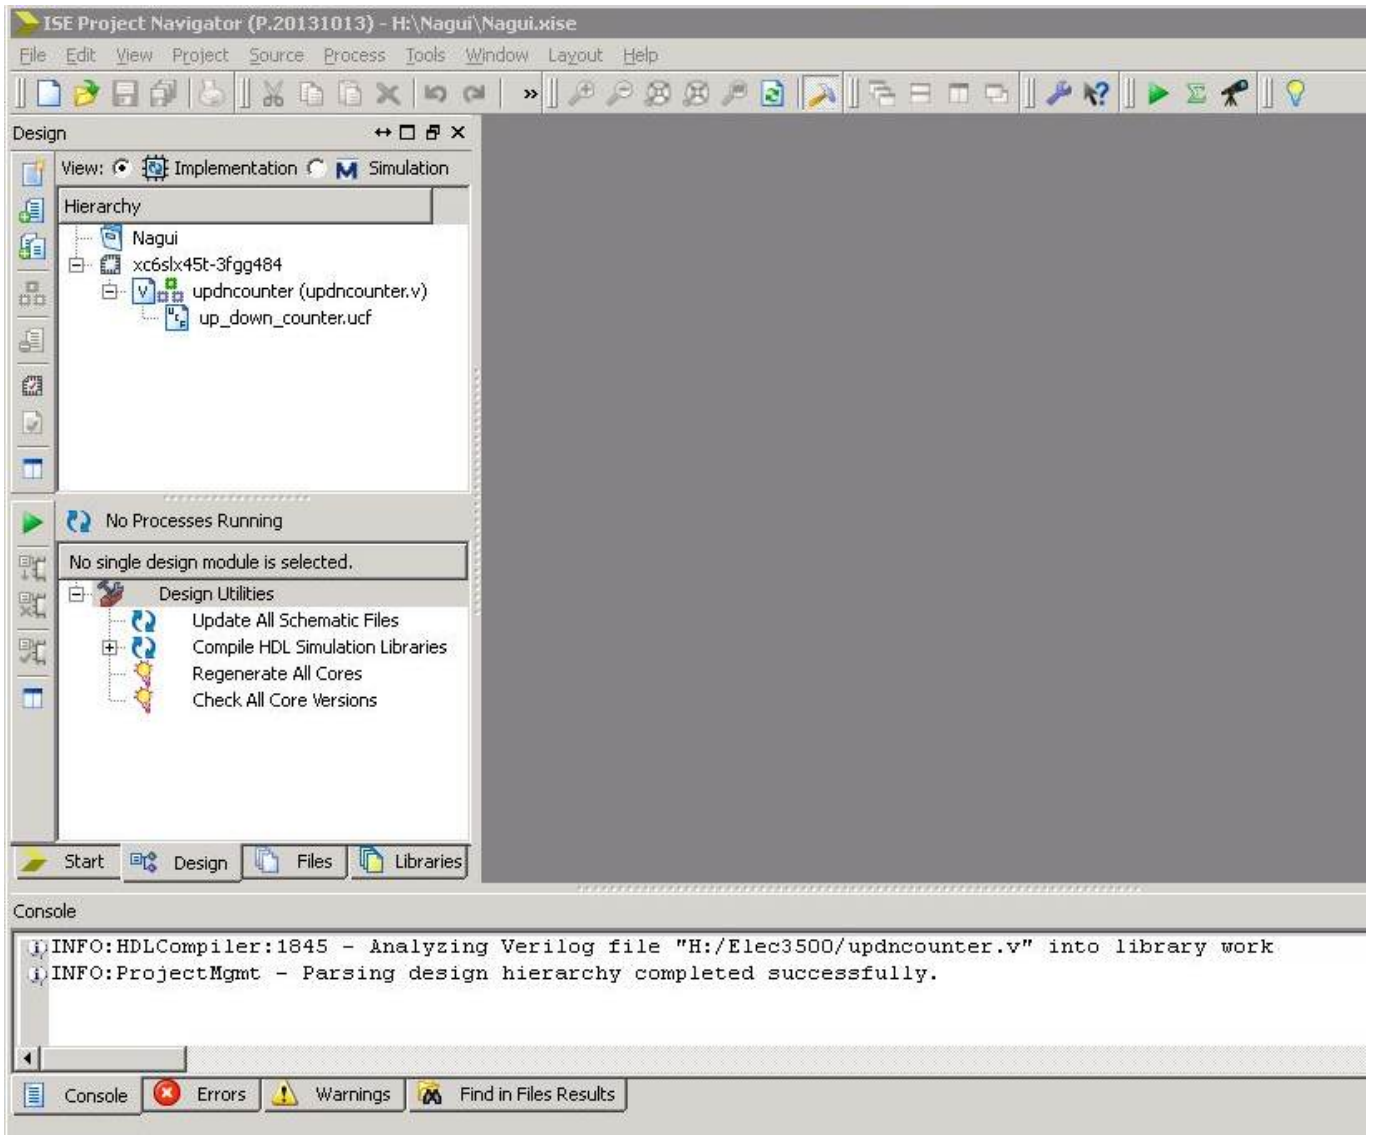 ISE Project Navigator (P.20131013) - H:\Nagui\Nagui.xise
File Edit View Project Source Process Tools Window Layout Help
Design
View: Implementation Simulation
Hierarchy
Nagui
xc6slx45t-3fgg484
updncounter (updncounter.v)
up_down_counter.ucf
No Processes Running
No single design module is selected.
Design Utilities
Update All Schematic Files
Compile HDL Simulation Libraries
Regenerate All Cores
Check All Core Versions
Start Design Files Libraries
Console
INFO:HDLCompiler:1845 - Analyzing Verilog file "H:/Elec3500/updncounter.v" into library work
INFO:ProjectMgmt - Parsing design hierarchy completed successfully.
Console Errors Warnings Find in Files Results